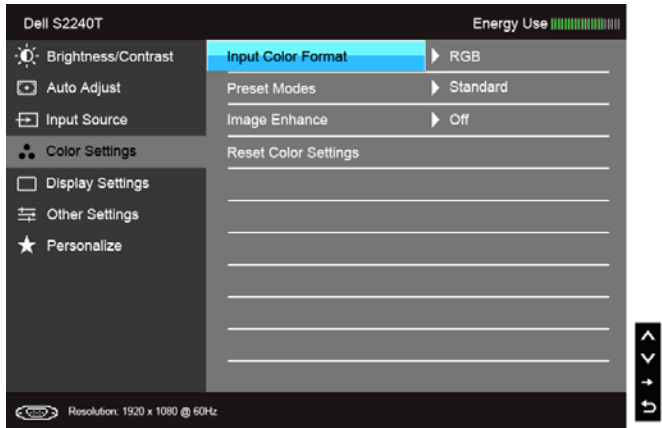 Dell S2240T
Energy Use
Brightness/Contrast
Input Color Format
RGB
Auto Adjust
Preset Modes
Standard
Input Source
Image Enhance
Off
Color Settings
Reset Color Settings
Display Settings
Other Settings
Personalize
Resolution: 1920 x 1080 @ 60Hz